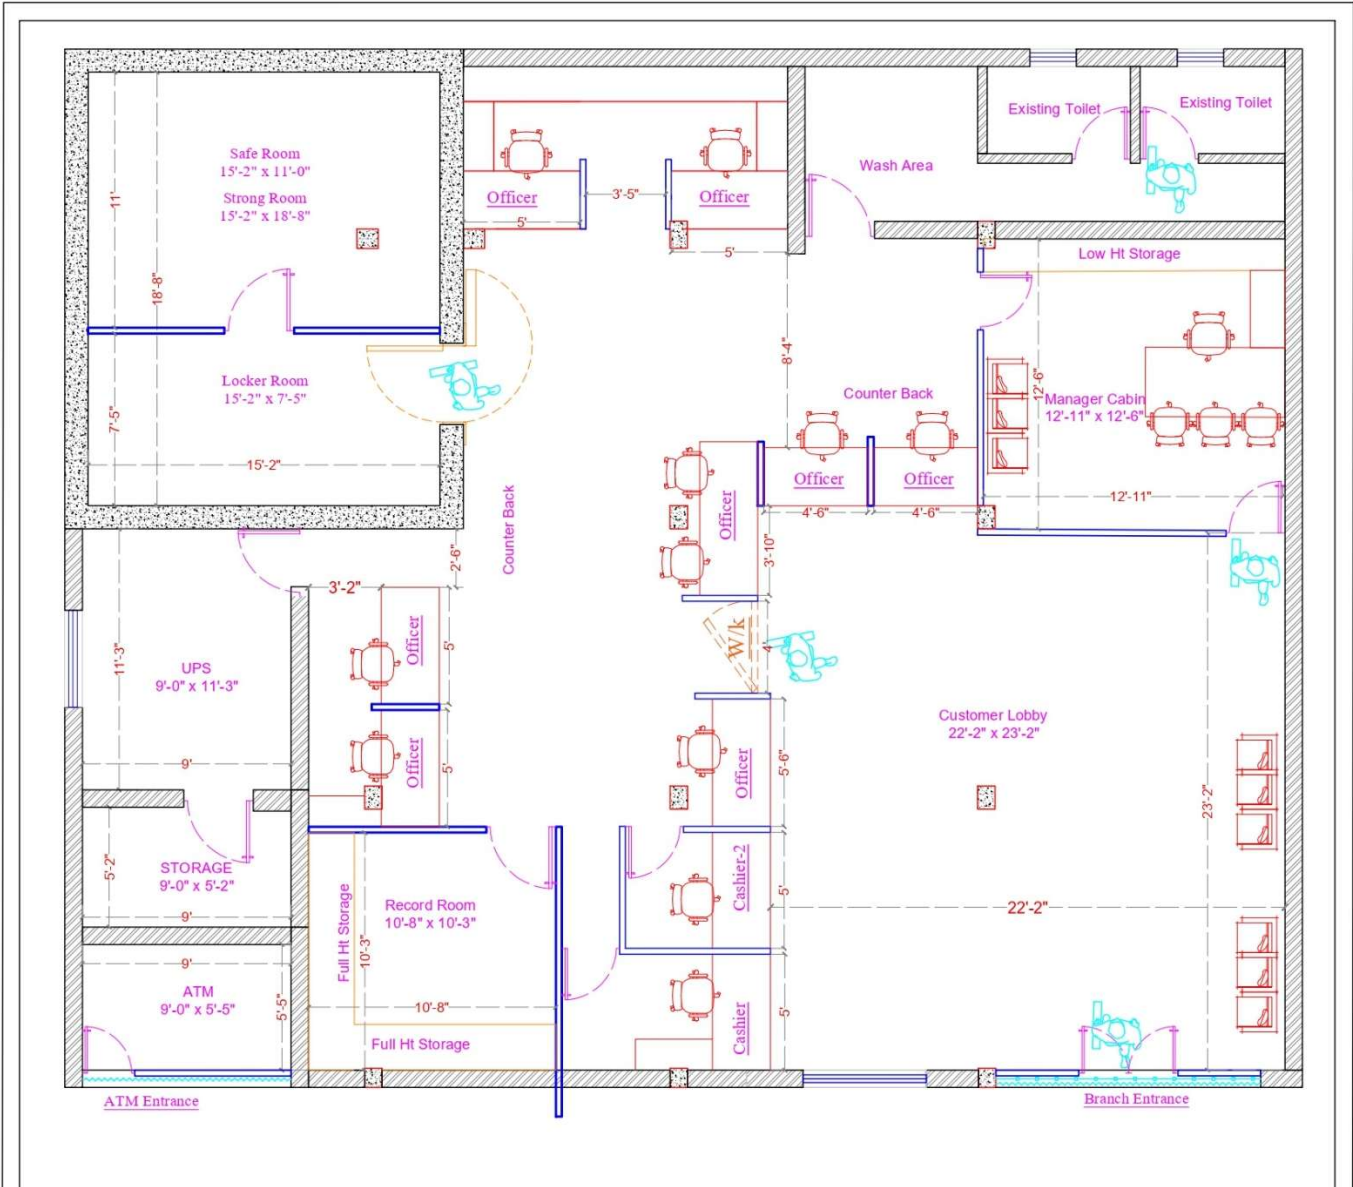 Existing Toilet
Existing Toilet
Safe Room
15'-2" x 11'-0"
Strong Room
15'-2" x 18'-8"
Wash Area
Officer
3'-5"
Officer
11'
5'
5'
Low Ht Storage
18'-8"
8'-4"
12'-6"
Locker Room
15'-2" x 7'-5"
Counter Back
Manager Cabin
12'-11" x 12'-6"
7'-5"
15'-2"
Officer
Officer
Officer
12'-11"
4'-6"
4'-6"
Counter Back
2'-6"
3'-10"
3'-2"
Officer
5'
W/k
4'
11'-3"
UPS
9'-0" x 11'-3"
Customer Lobby
22'-2" x 23'-2"
9'
Officer
5'
Officer
5'-6"
23'-2"
5'-2"
STORAGE
9'-0" x 5'-2"
9'
Full Ht Storage
10'-3"
Record Room
10'-8" x 10'-3"
Cashier-2
5'
22'-2"
9'
ATM
9'-0" x 5'-5"
5'-5"
10'-8"
Full Ht Storage
Cashier
5'
ATM Entrance
Branch Entrance